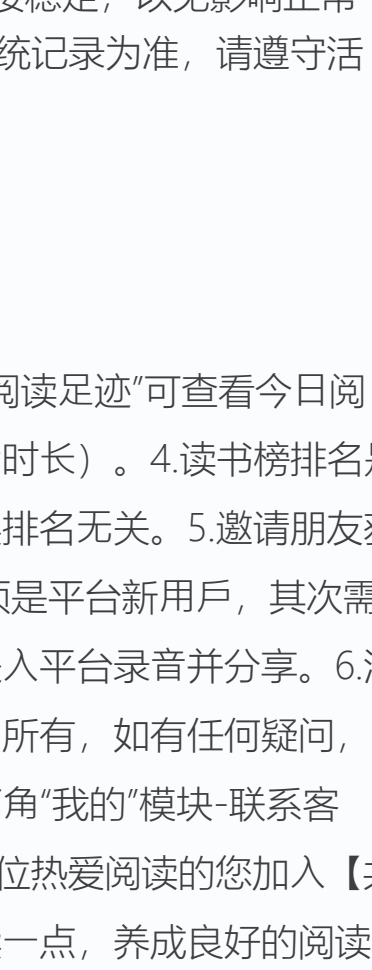 接稳定，以免影响正常
统记录为准，请遵守活
阅读足迹”可查看今日阅
时长）。4.读书榜排名
排名无关。5.邀请朋友
须是平台新用戶，其次需
入平台录音并分享。6.
所有，如有任何疑问，
角“我的”模块-联系客
位热爱阅读的您加入【共
一点，养成良好的阅读